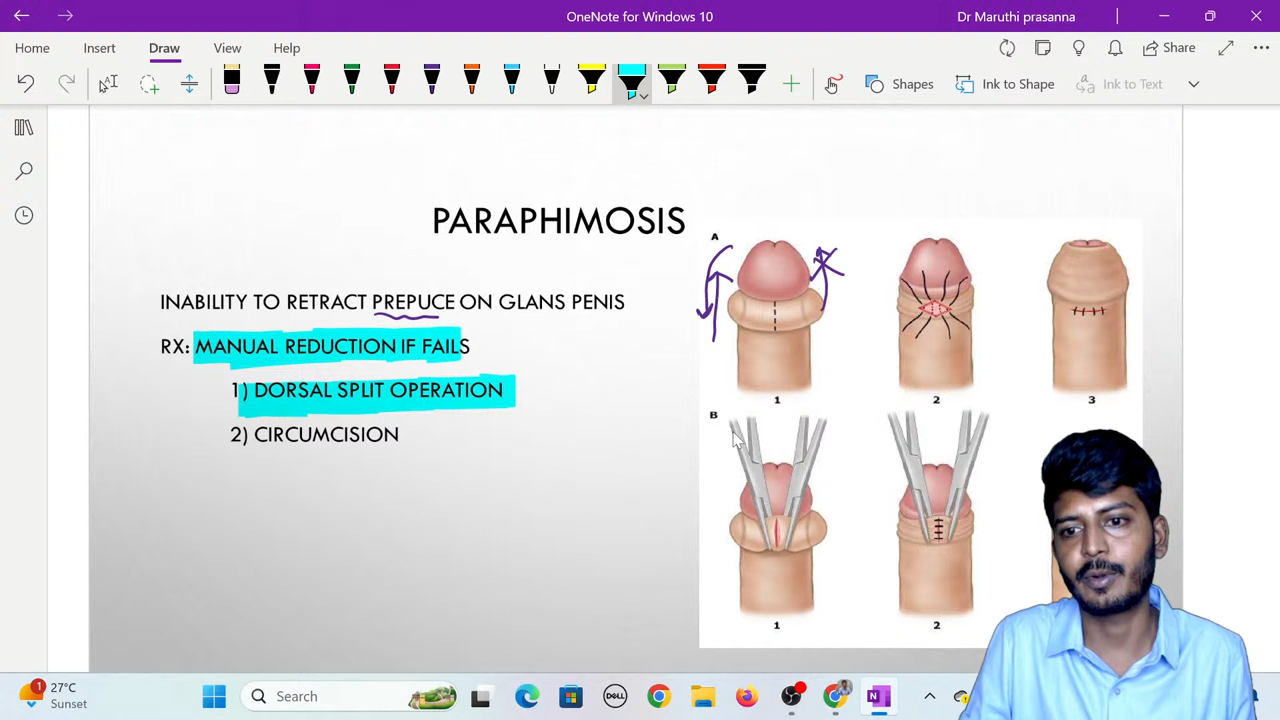 OneNote for Windows 10
Dr Maruthi prasanna
Home
Insert
Draw
View
Help
Share
Shapes
Ink to Shape
Ink to Text
PARAPHIMOSIS
INABILITY TO RETRACT PREPUCE ON GLANS PENIS
RX: MANUAL REDUCTION IF FAILS
1) DORSAL SPLIT OPERATION
2) CIRCUMCISION
A
1
2
3
B
1
2
1
27°C
Sunset
Search
DELL